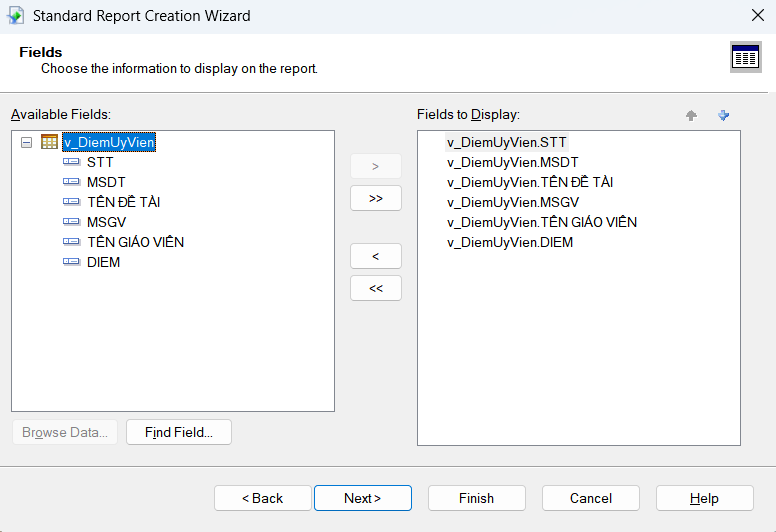 Standard Report Creation Wizard
Fields
Choose the information to display on the report.
Available Fields:
v_DiemUyVien
STT
MSDT
TÊN ĐỀ TÀI
MSGV
TÊN GIÁO VIÊN
DIEM
>
>>
<
<<
Fields to Display:
v_DiemUyVien.STT
v_DiemUyVien.MSDT
v_DiemUyVien.TÊN ĐỀ TÀI
v_DiemUyVien.MSGV
v_DiemUyVien.TÊN GIÁO VIÊN
v_DiemUyVien.DIEM
Browse Data...
Find Field...
< Back
Next >
Finish
Cancel
Help